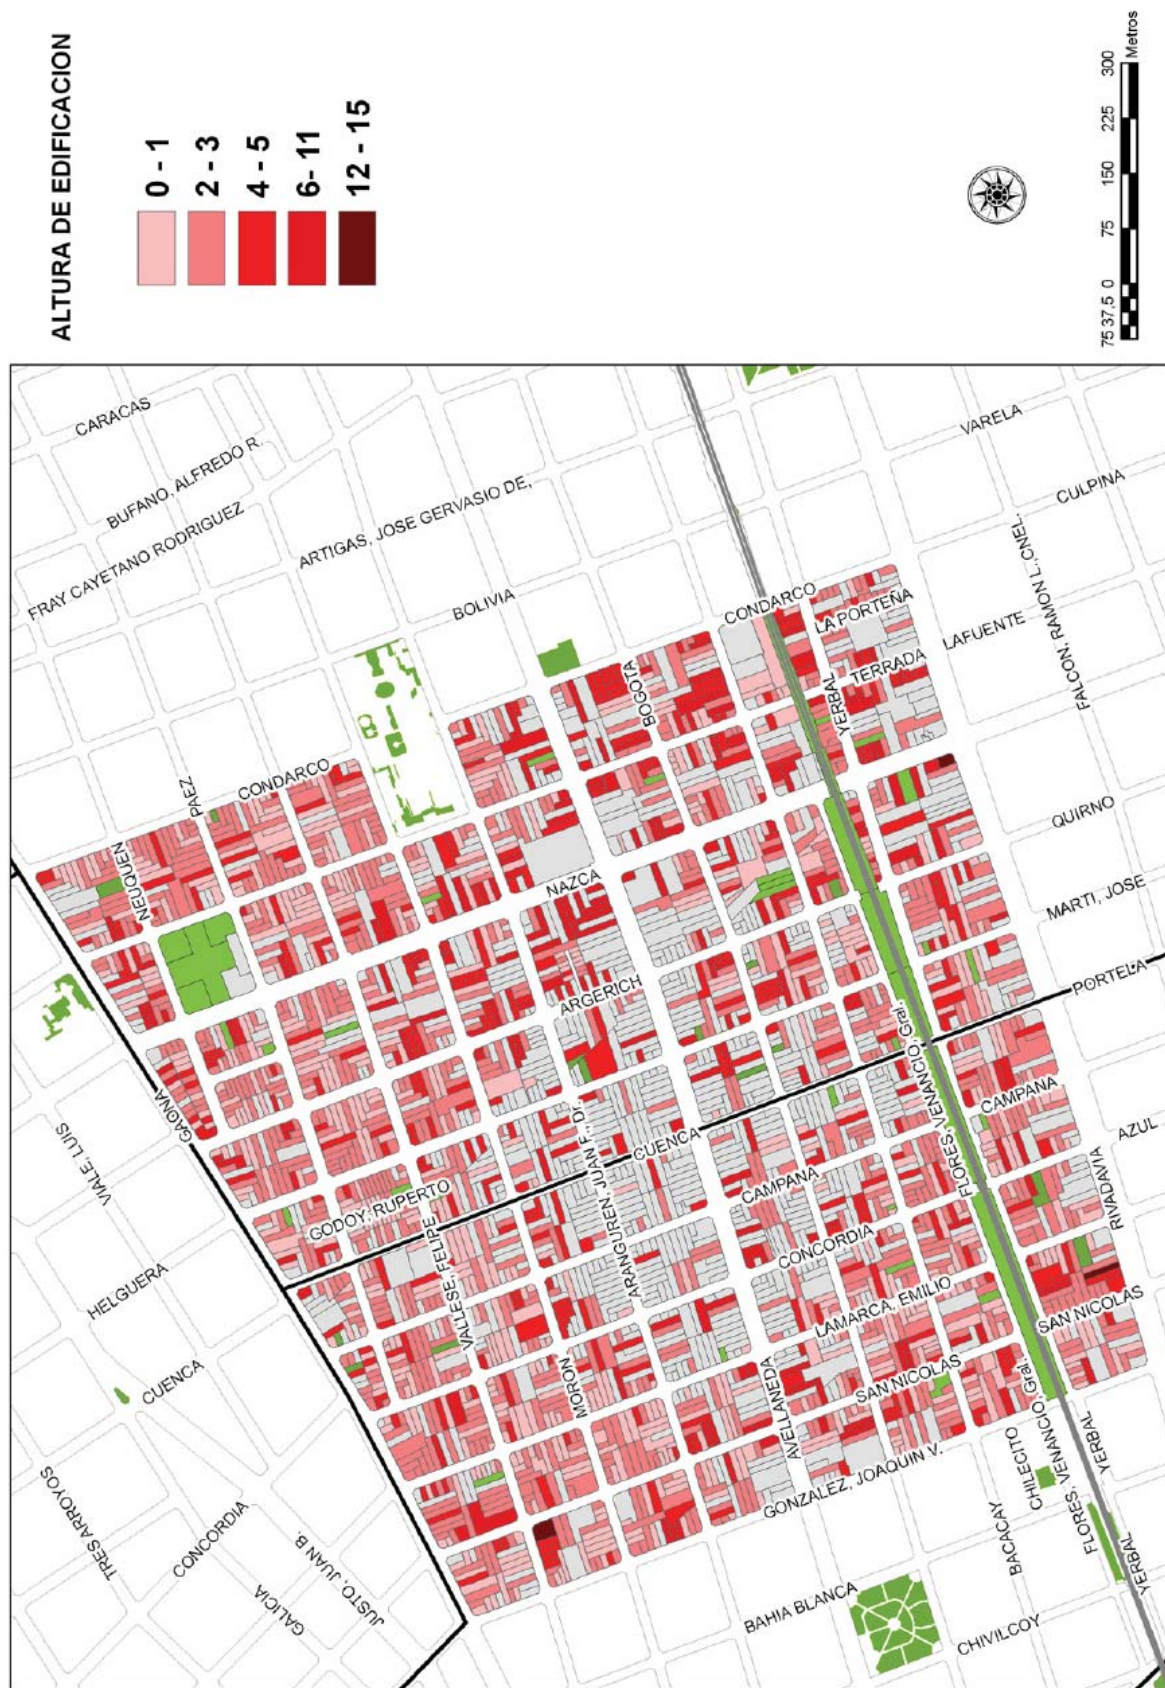 ALTURA DE EDIFICACION
0 - 1
2 - 3
4 - 5
6- 11
12 - 15
75 37,5 0 75 150 225 300
Metros
CARACAS
BUFANO, ALFREDO R.
FRAY CAYETANO RODRIGUEZ
ARTIGAS, JOSE GERVASIO DE,
BOLIVIA
VARELA
CULPINA
FALCON, RAMON L.,CNEL.
LAFUENTE
CONDARCO
LA PORTEÑA
TERRADA
YERBAL
BOGOTA
PAEZ
CONDARCO
NEUQUEN
NAZCA
QUIRNO
MARTI, JOSE
PORTELA
ARGERICH
GAONA
VIALE, LUIS
FLORES, VENANCIO, Gral.
CAMPANA
AZUL
RIVADAVIA
CUENCA
ARANGUREN, JUAN F., Dr.
GODOY, RUPERTO
VALLESE, FELIPE
CAMPANA
CONCORDIA
LAMARCA, EMILIO
SAN NICOLAS
SAN NICOLAS
HELGUERA
CUENCA
MORON
AVELLANEDA
GONZALEZ, JOAQUIN V.
CHILECITO
FLORES, VENANCIO, Gral.
YERBAL
YERBAL
BACACAY
TRES ARROYOS
CONCORDIA
JUSTO, JUAN B
GALICIA
BAHIA BLANCA
CHIVILCOY